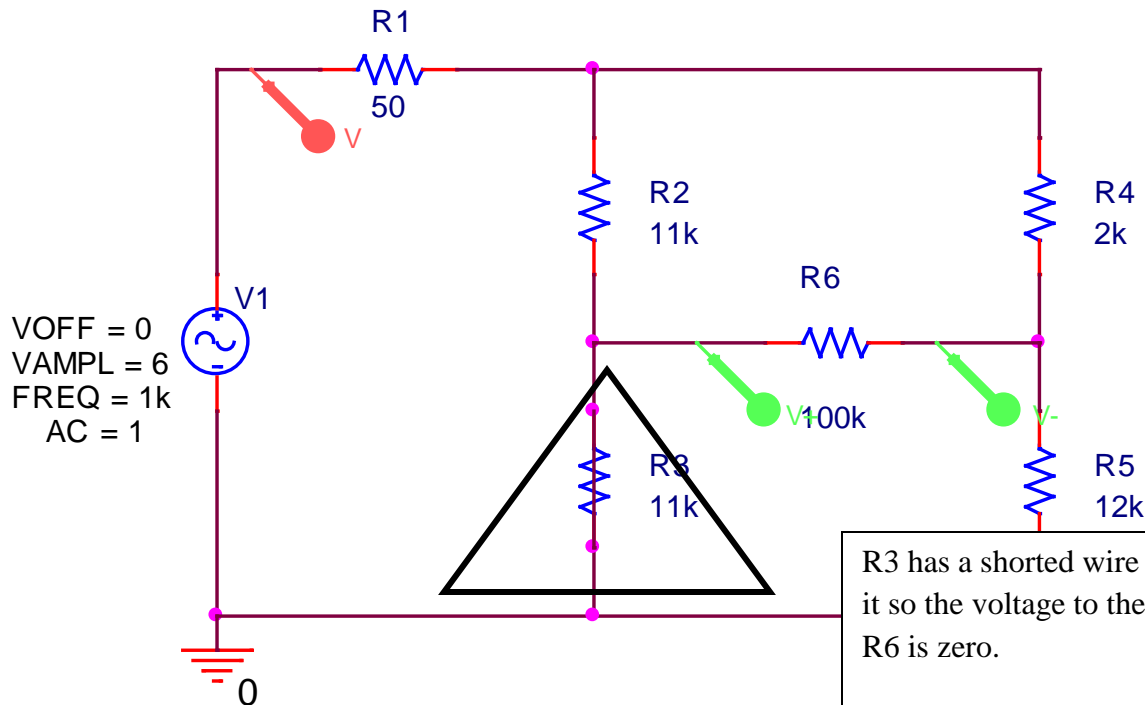 R1
50
V
R2
11k
R4
2k
R6
V1
VOFF = 0
VAMPL = 6
FREQ = 1k
AC = 1
V+
100k
V-
R3
11k
R5
12k
R3 has a shorted wire
it so the voltage to the
R6 is zero.
0